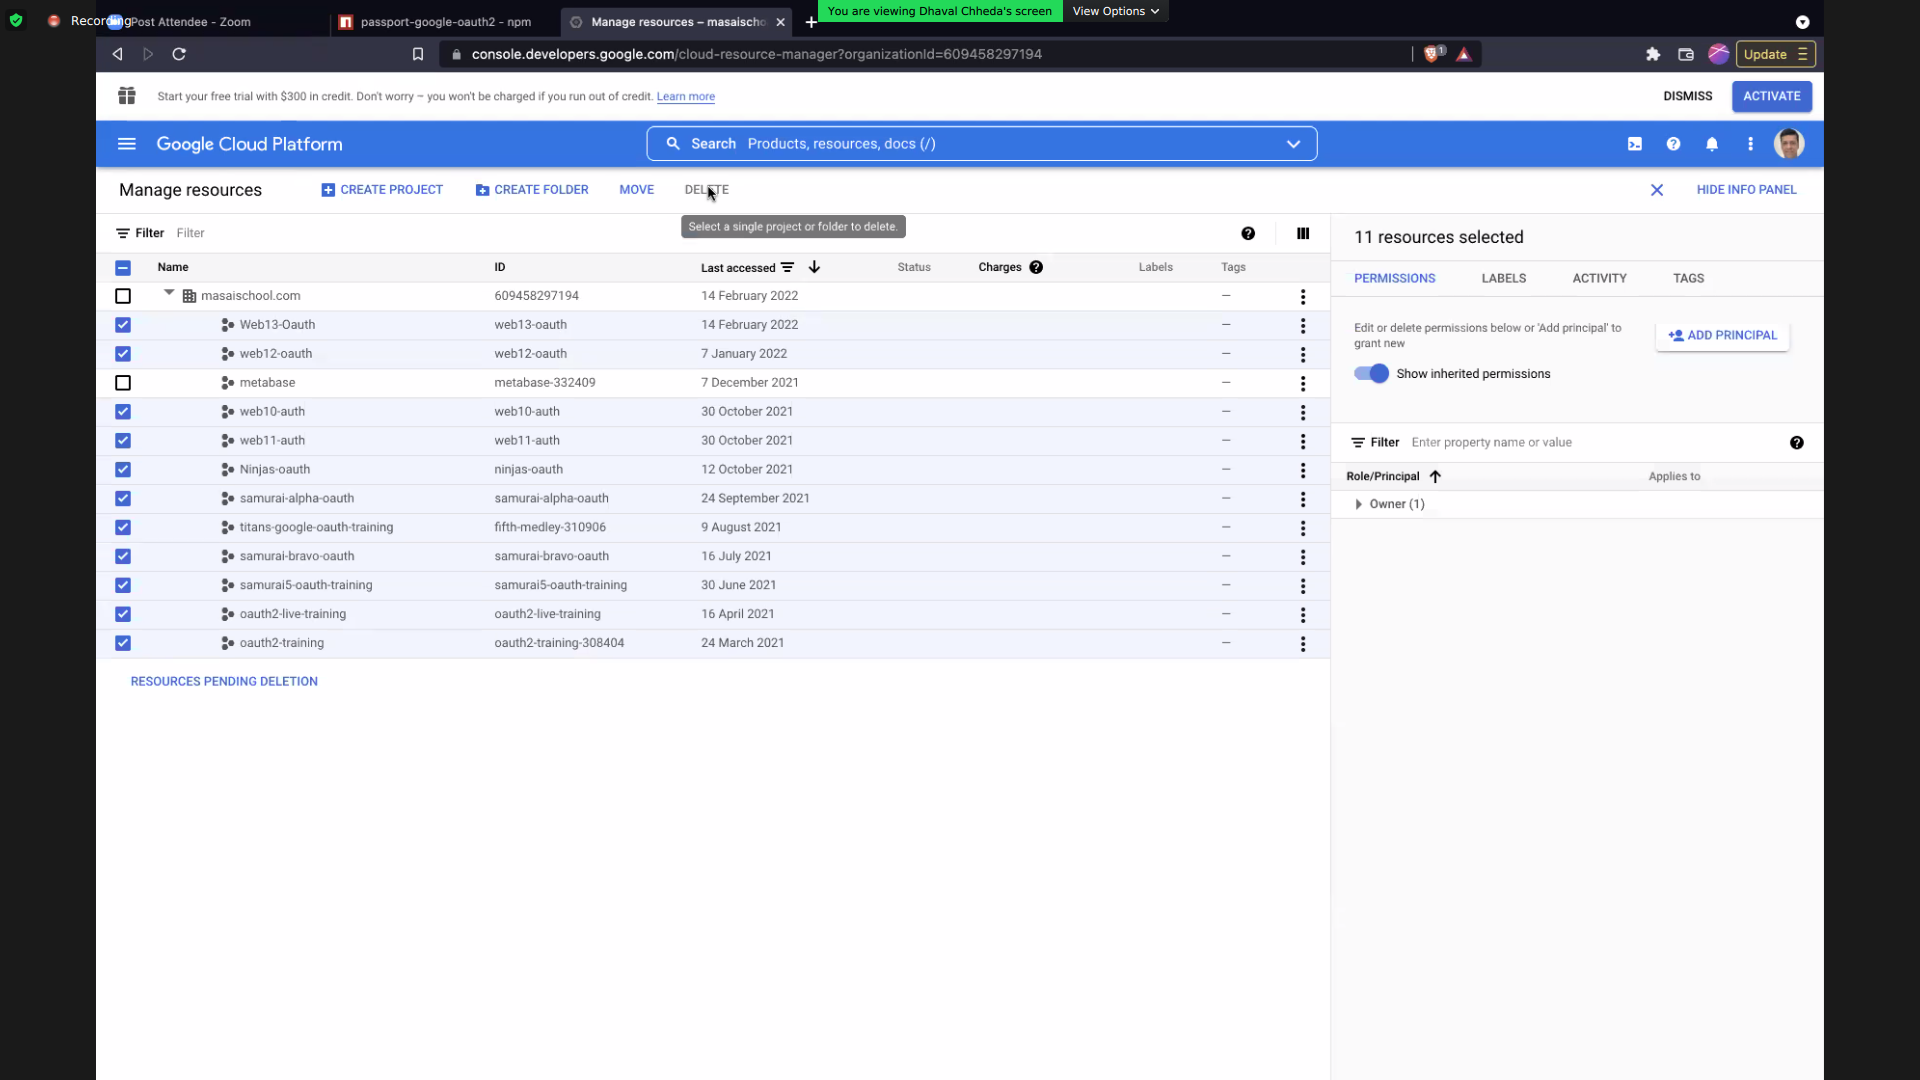 Recording
Post Attendee - Zoom
passport-google-oauth2 - npm
Manage resources – masaischo
You are viewing Dhaval Chheda's screen
View Options
console.developers.google.com/cloud-resource-manager?organizationId=609458297194
1
Update
Start your free trial with $300 in credit. Don't worry – you won't be charged if you run out of credit. Learn more
DISMISS
ACTIVATE
Google Cloud Platform
Search Products, resources, docs (/)
Manage resources
CREATE PROJECT
CREATE FOLDER
MOVE
DELETE
HIDE INFO PANEL
Select a single project or folder to delete.
Filter Filter
Name ID Last accessed Status Charges Labels Tags
masaischool.com 609458297194 14 February 2022 –
Web13-Oauth web13-oauth 14 February 2022 –
web12-oauth web12-oauth 7 January 2022 –
metabase metabase-332409 7 December 2021 –
web10-auth web10-auth 30 October 2021 –
web11-auth web11-auth 30 October 2021 –
Ninjas-oauth ninjas-oauth 12 October 2021 –
samurai-alpha-oauth samurai-alpha-oauth 24 September 2021 –
titans-google-oauth-training fifth-medley-310906 9 August 2021 –
samurai-bravo-oauth samurai-bravo-oauth 16 July 2021 –
samurai5-oauth-training samurai5-oauth-training 30 June 2021 –
oauth2-live-training oauth2-live-training 16 April 2021 –
oauth2-training oauth2-training-308404 24 March 2021 –
RESOURCES PENDING DELETION
11 resources selected
PERMISSIONS LABELS ACTIVITY TAGS
Edit or delete permissions below or 'Add principal' to
grant new
ADD PRINCIPAL
Show inherited permissions
Filter Enter property name or value
Role/Principal Applies to
Owner (1)